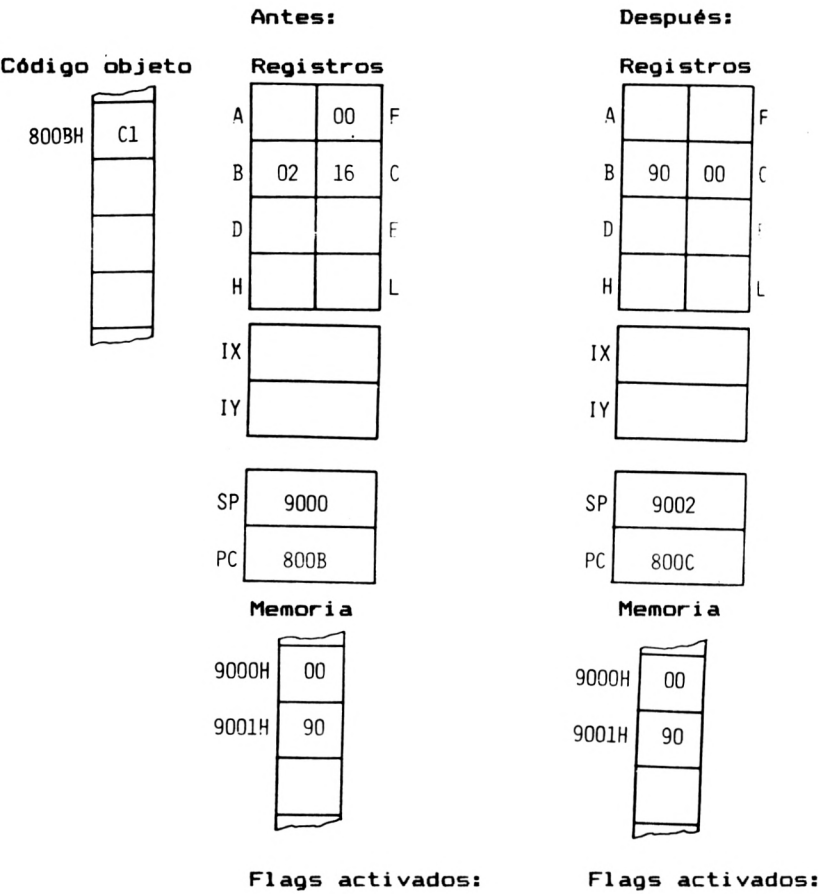 Antes: Después:
Código objeto Registros Registros
800BH C1
A 00 F A F
B 02 16 C B 90 00 C
D E D
H L H L
IX IX
IY IY
SP 9000 SP 9002
PC 800B PC 800C
Memoria Memoria
9000H 00 9000H 00
9001H 90 9001H 90
Flags activados: Flags activados: